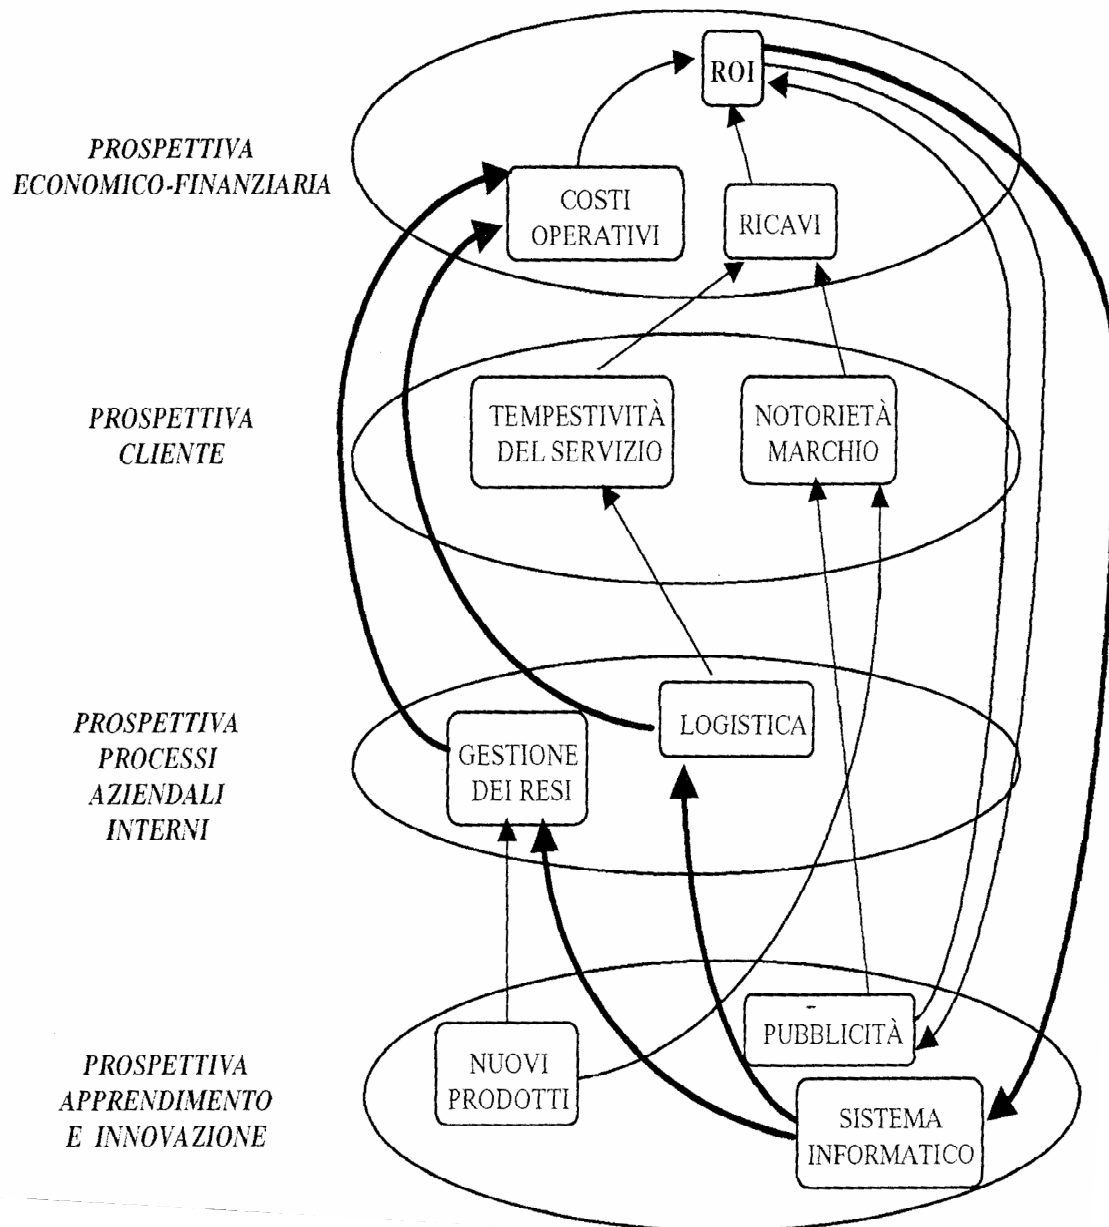 ROI
PROSPETTIVA
ECONOMICO-FINANZIARIA
COSTI
OPERATIVI
RICAVI
PROSPETTIVA
CLIENTE
TEMPESTIVITÀ
DEL SERVIZIO
NOTORIETÀ
MARCHIO
PROSPETTIVA
PROCESSI
AZIENDALI
INTERNI
GESTIONE
DEI RESI
LOGISTICA
PROSPETTIVA
APPRENDIMENTO
E INNOVAZIONE
NUOVI
PRODOTTI
PUBBLICITÀ
SISTEMA
INFORMATICO